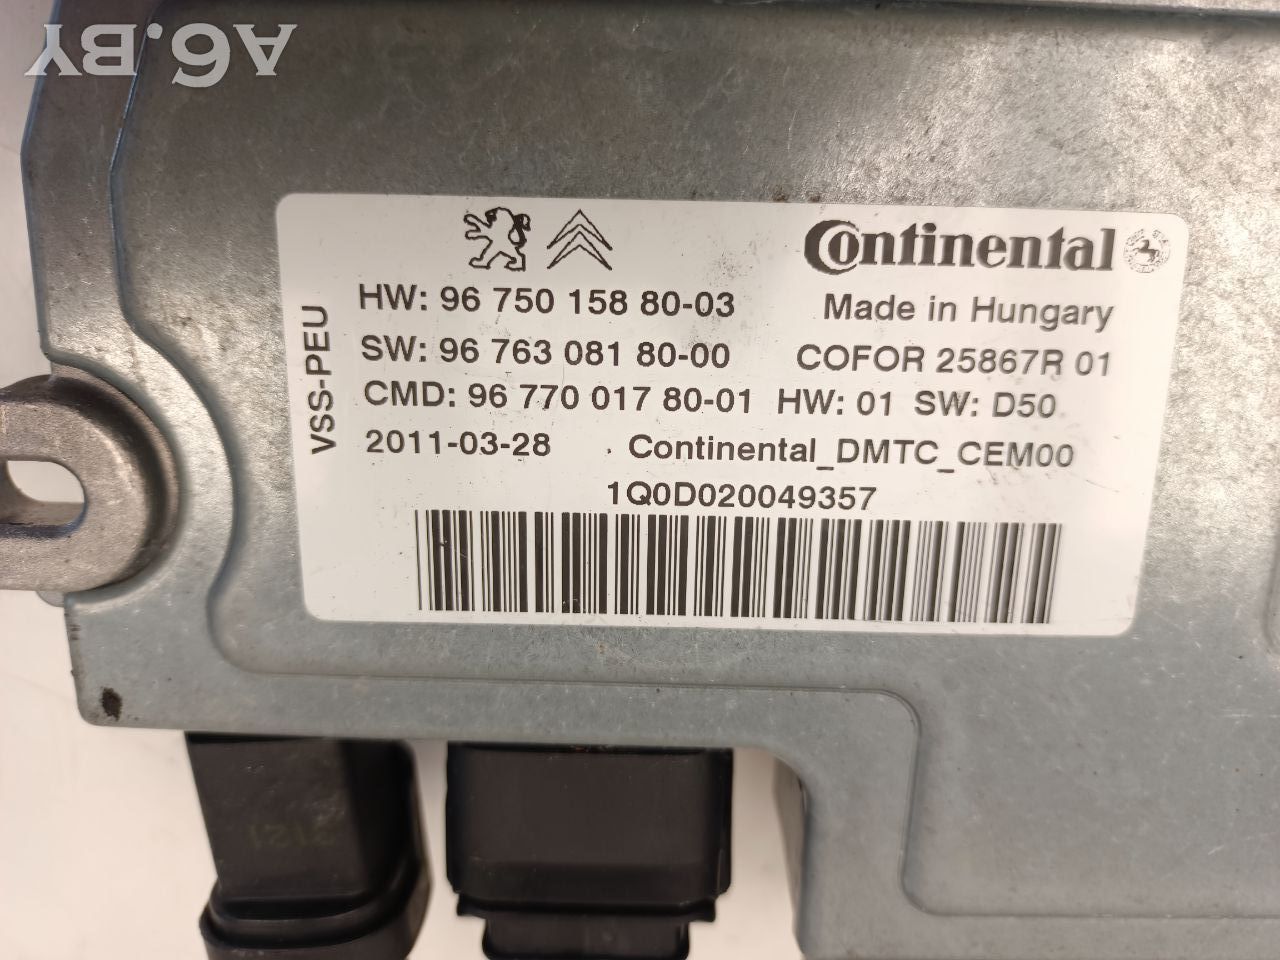 A6.BY
Continental
HW: 96 750 158 80-03
Made in Hungary
SW: 96 763 081 80-00
COFOR 25867R 01
CMD: 96 770 017 80-01 HW: 01 SW: D50
2011-03-28 Continental_DMTC_CEM00
1Q0D020049357
VSS-PEU